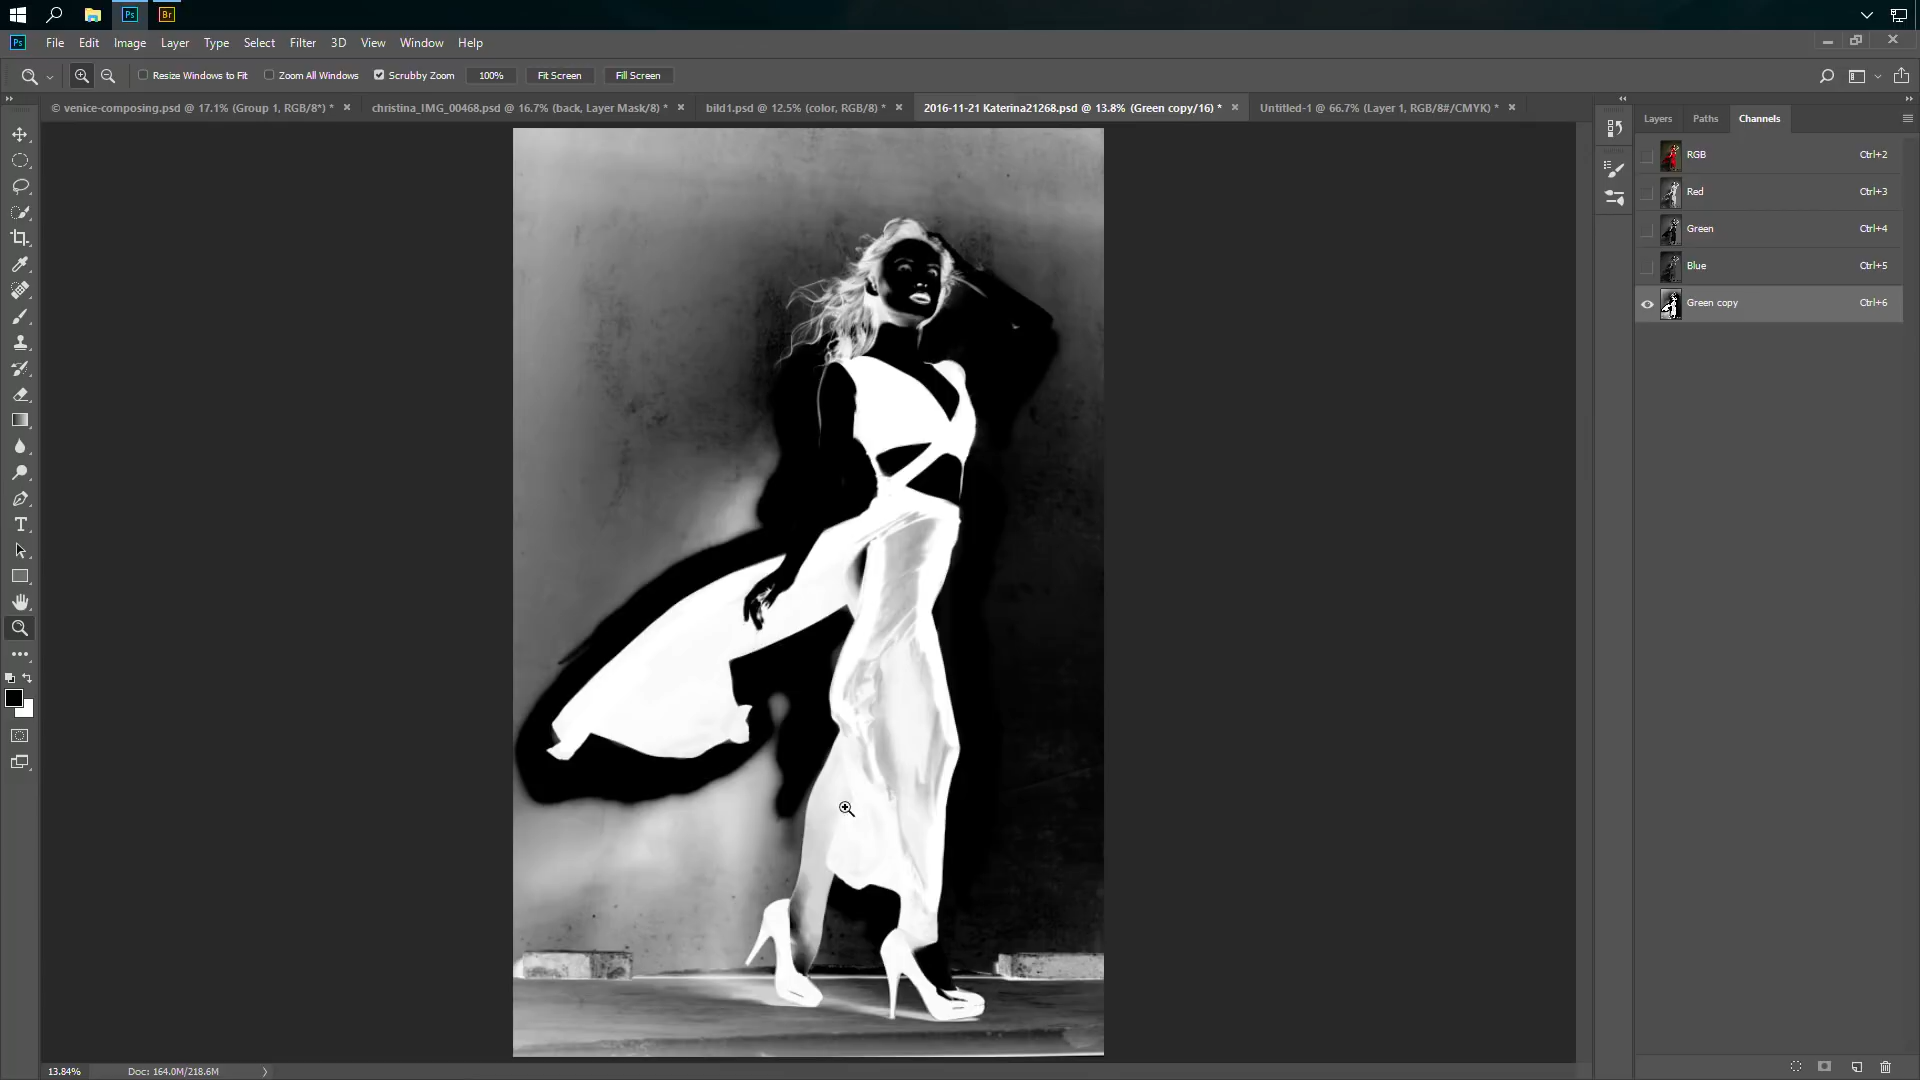 Ps Br
Ps File Edit Image Layer Type Select Filter 3D View Window Help
Resize Windows to Fit Zoom All Windows Scrubby Zoom 100% Fit Screen Fill Screen
© venice-composing.psd @ 17.1% (Group 1, RGB/8*) * christina_IMG_00468.psd @ 16.7% (back, Layer Mask/8) * bild1.psd @ 12.5% (color, RGB/8) * 2016-11-21 Katerina21268.psd @ 13.8% (Green copy/16) * Untitled-1 @ 66.7% (Layer 1, RGB/8#/CMYK) *
Layers Paths Channels
RGB Ctrl+2
Red Ctrl+3
Green Ctrl+4
Blue Ctrl+5
Green copy Ctrl+6
13.84% Doc: 164.0M/218.6M